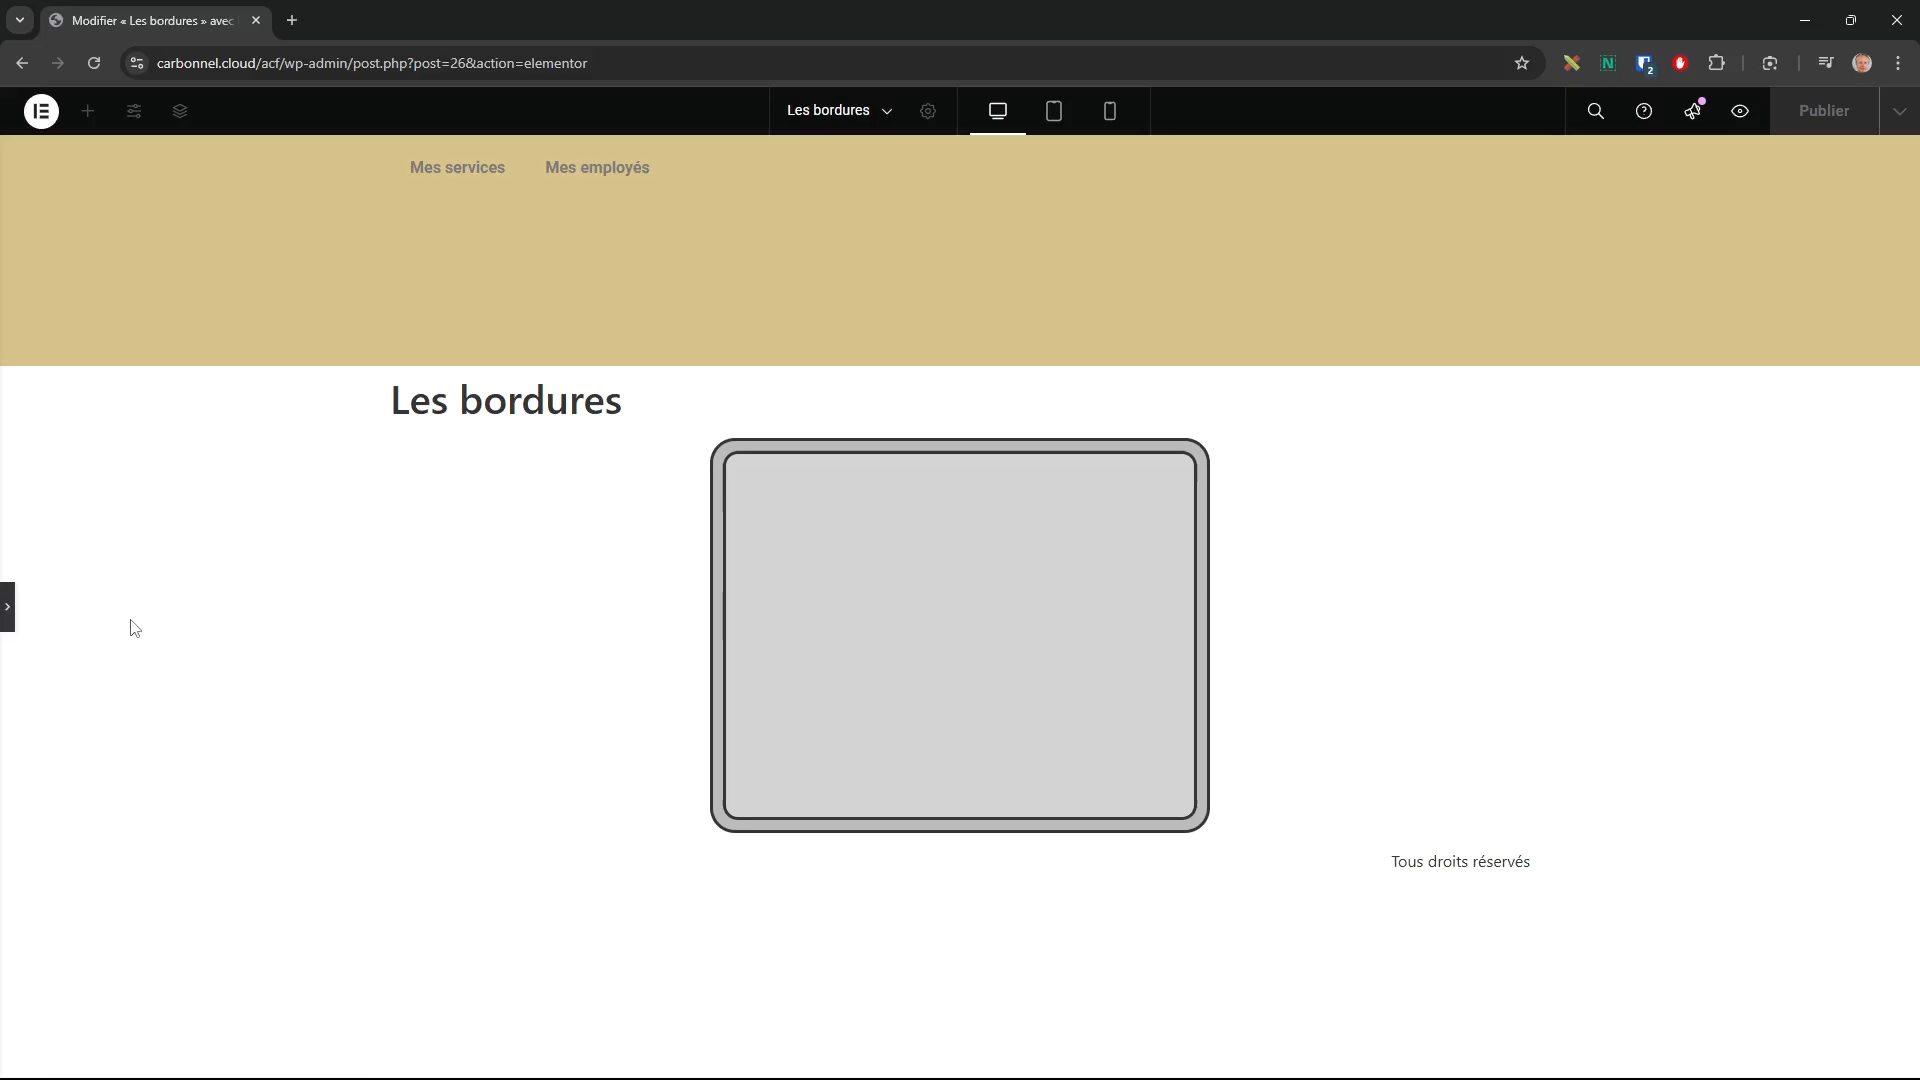 Modifier « Les bordures » avec
carbonnel.cloud/acf/wp-admin/post.php?post=26&action=elementor
N
2
Les bordures
Publier
Mes services
Mes employés
Les bordures
Tous droits réservés